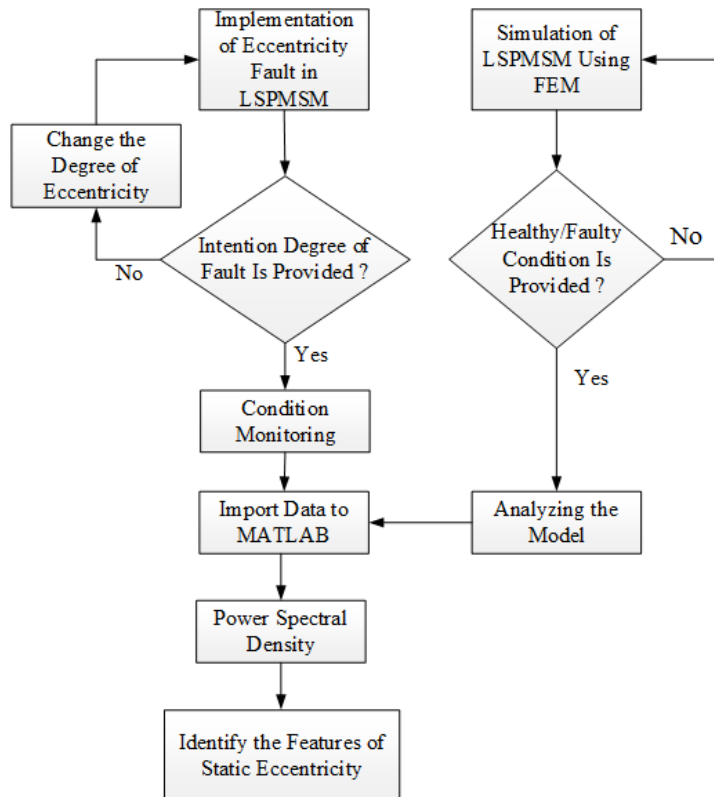 Implementation
of Eccentricity
Fault in
LSPMSM
Simulation of
LSPMSM Using
FEM
Change the
Degree of
Eccentricity
Intention Degree of
Fault Is Provided ?
Healthy/Faulty
Condition Is
Provided ?
No
No
Yes
Yes
Condition
Monitoring
Import Data to
MATLAB
Analyzing the
Model
Power Spectral
Density
Identify the Features of
Static Eccentricity